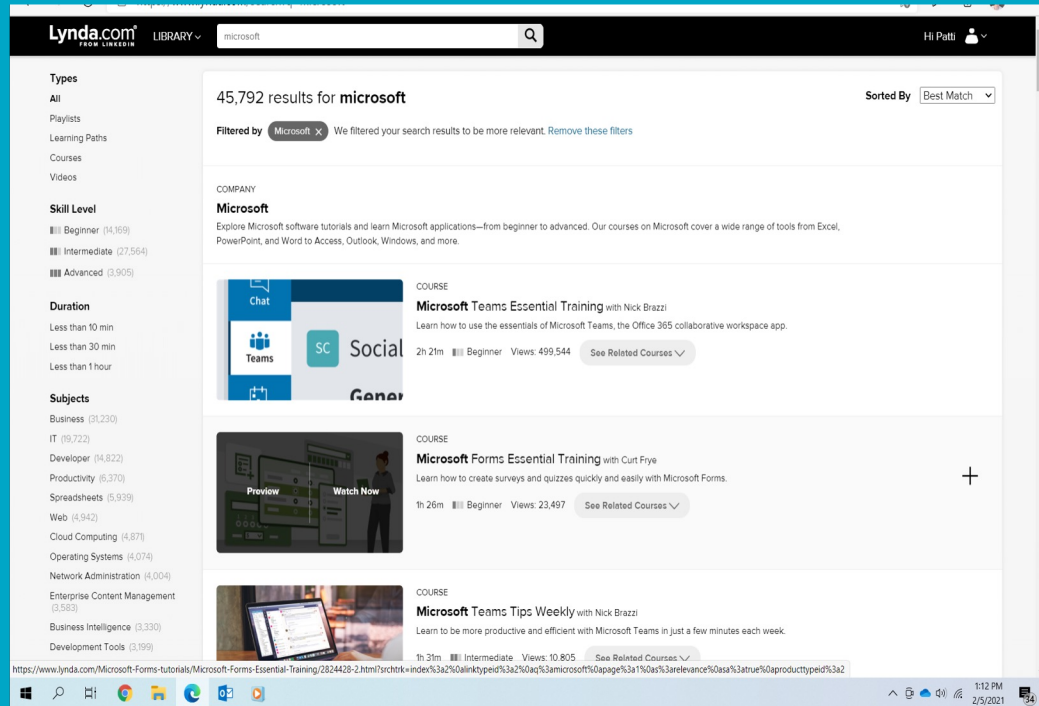 Lynda.com
FROM LINKEDIN
LIBRARY
microsoft
Hi Patti
Types
All
Playlists
Learning Paths
Courses
Videos
Skill Level
Beginner (14,169)
Intermediate (27,564)
Advanced (3,905)
Duration
Less than 10 min
Less than 30 min
Less than 1 hour
Subjects
Business (31,230)
IT (19,722)
Developer (14,822)
Productivity (6,370)
Spreadsheets (5,939)
Web (4,942)
Cloud Computing (4,871)
Operating Systems (4,074)
Network Administration (4,004)
Enterprise Content Management
(3,583)
Business Intelligence (3,330)
Development Tools (3,199)
45,792 results for microsoft
Sorted By Best Match
Filtered by Microsoft X We filtered your search results to be more relevant. Remove these filters
COMPANY
Microsoft
Explore Microsoft software tutorials and learn Microsoft applications—from beginner to advanced. Our courses on Microsoft cover a wide range of tools from Excel,
PowerPoint, and Word to Access, Outlook, Windows, and more.
Chat
Teams
SC Social
Gener
COURSE
Microsoft Teams Essential Training with Nick Brazzi
Learn how to use the essentials of Microsoft Teams, the Office 365 collaborative workspace app.
2h 21m Beginner Views: 499,544 See Related Courses
Preview Watch Now
COURSE
Microsoft Forms Essential Training with Curt Frye
Learn how to create surveys and quizzes quickly and easily with Microsoft Forms.
1h 26m Beginner Views: 23,497 See Related Courses
COURSE
Microsoft Teams Tips Weekly with Nick Brazzi
Learn to be more productive and efficient with Microsoft Teams in just a few minutes each week.
1h 31m Intermediate Views: 10,805 See Related Courses
https://www.lynda.com/Microsoft-Forms-tutorials/Microsoft-Forms-Essential-Training/2824428-2.html?srchtrk=index%3a2%0alinktypeid%3a2%0aq%3amicrosoft%0apage%3a1%0as%3arelevance%0asa%3atrue%0aproducttypeid%3a2
1:12 PM
2/5/2021
34